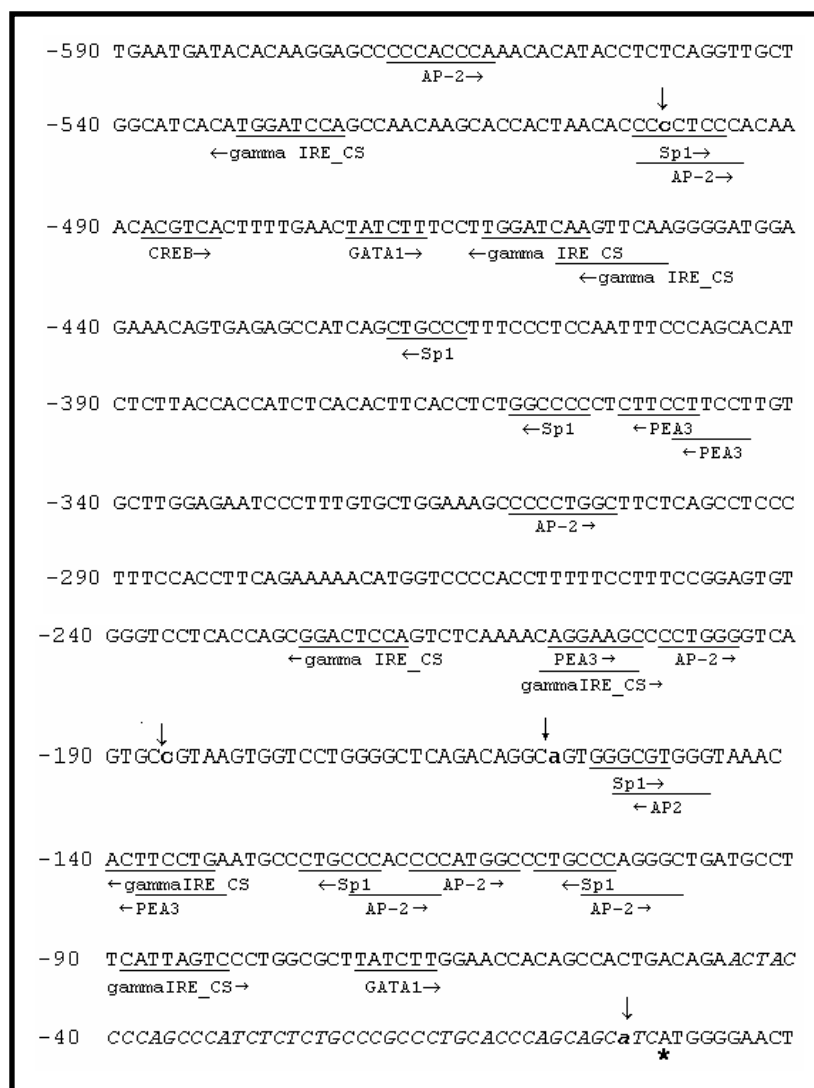 -590 TGAATGATACACAAGGAGCCCCCACCCAAACACATACCTCTCAGGTTGCT
AP-2→
↓
-540 GGCATCACATGGATCCAGCCAACAAGCACCACTAACACCCcCTCCCACAA
←gamma IRE_CS Sp1→
AP-2→
-490 ACACGTCACTTTTGAACTATCTTTCCTTGGATCAAGTTCAAGGGGATGGA
CREB→ GATA1→ ←gamma IRE_CS
←gamma IRE_CS
-440 GAAACAGTGAGAGCCATCAGCTGCCCTTTCCCTCCAATTTCCCAGCACAT
←Sp1
-390 CTCTTACCACCATCTCACACTTCACCTCTGGCCCCCTCTTCCTTCCTTGT
←Sp1 ←PEA3
←PEA3
-340 GCTTGGAGAATCCCTTTGTGCTGGAAAGCCCCCTGGCTTCTCAGCCTCCC
AP-2→
-290 TTTCCACCTTCAGAAAAACATGGTCCCCACCTTTTTCCTTTCCGGAGTGT
-240 GGGTCCTCACCAGCGGACTCCAGTCTCAAAACAGGAAGCCCCTGGGGTCA
←gamma IRE_CS PEA3→ AP-2→
gammaIRE_CS→
↓ ↓
-190 GTGCcGTAAGTGGTCCTGGGGCTCAGACAGGCaGTGGGCGTGGGTAAAC
Sp1→
←AP2
-140 ACTTCCTGAATGCCCTGCCCACCCCATGGCCCTGCCCAGGGCTGATGCCT
←gammaIRE_CS ←Sp1 AP-2→ ←Sp1
←PEA3 AP-2→ AP-2→
-90 TCATTAGTCCCTGGCGCTTATCTTGGAACCACAGCCACTGACAGAACTAC
gammaIRE_CS→ GATA1→
↓
-40 CCCAGCCCATCTCTCTGCCCGCCCTGCACCCAGCAGCaTCATGGGGAACT
*